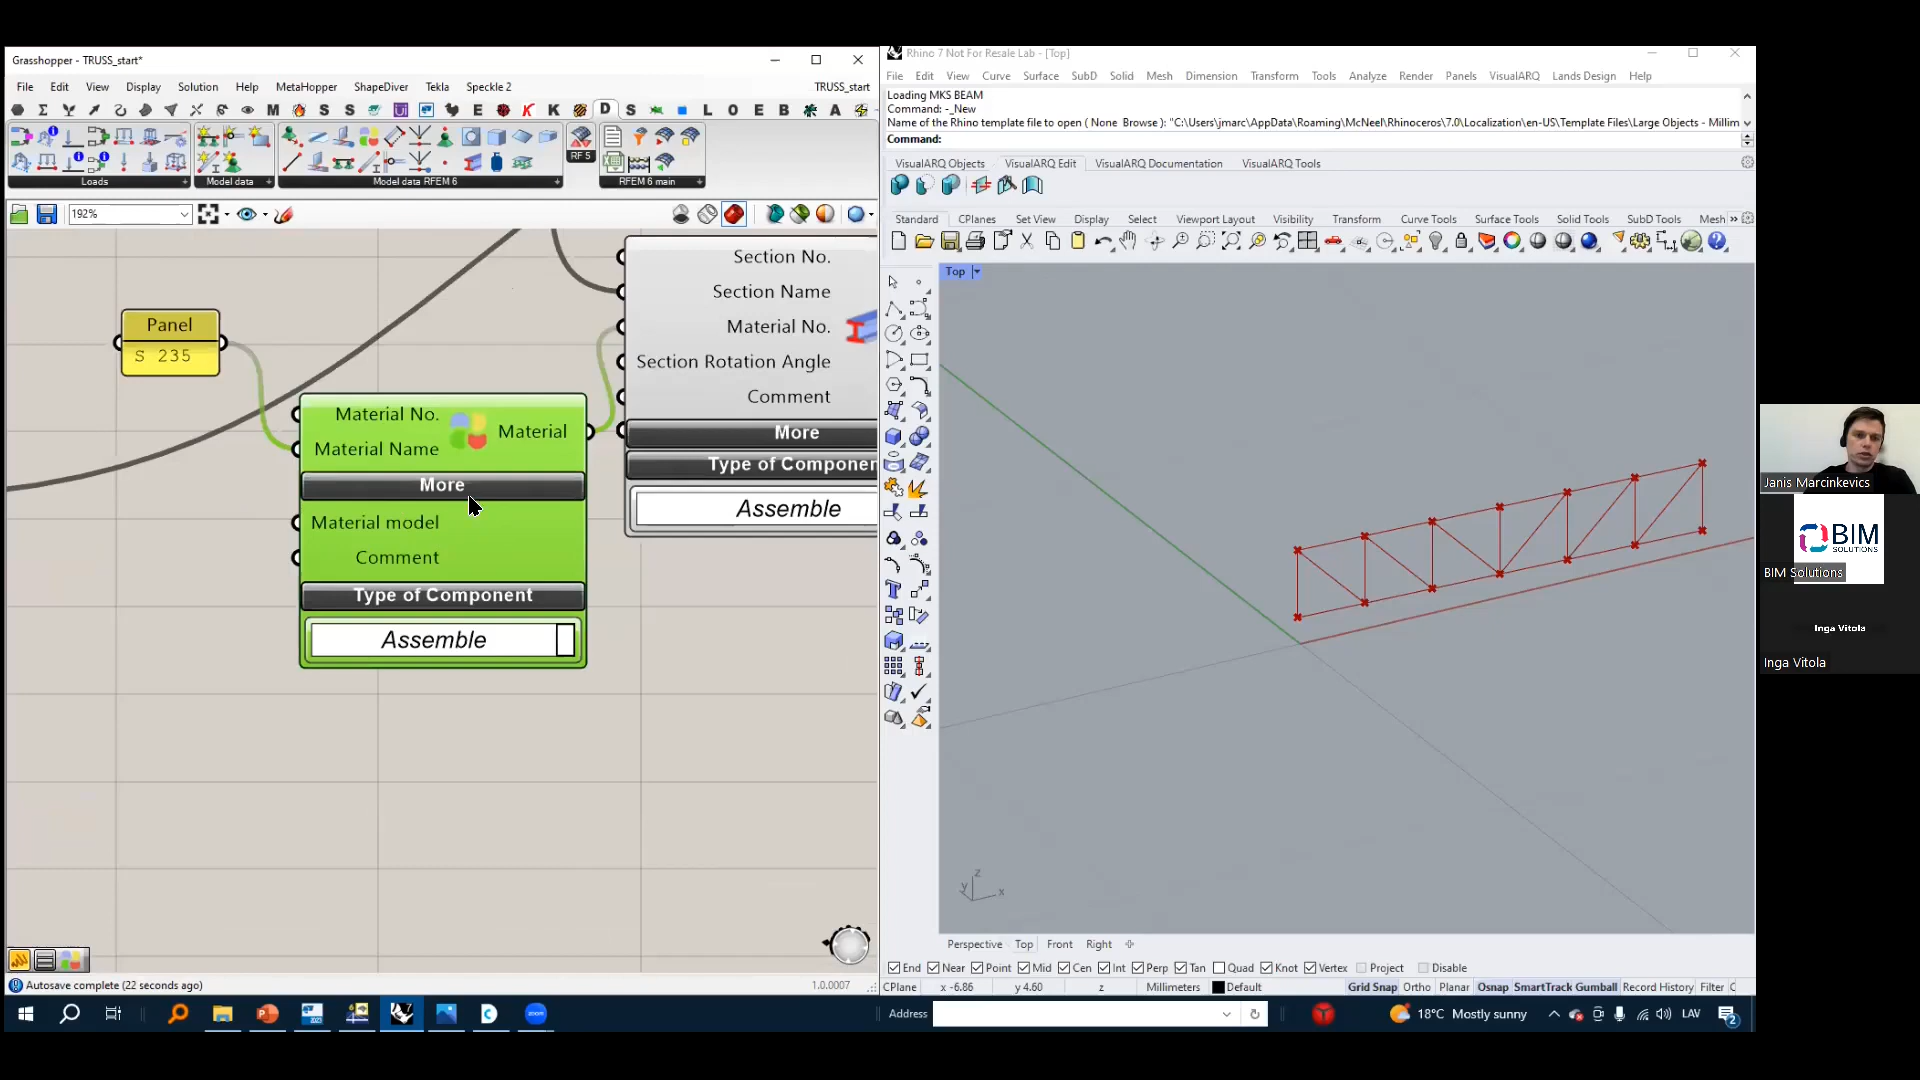 Grasshopper - TRUSS_start*
File Edit View Display Solution Help MetaHopper ShapeDiver Tekla Speckle 2 TRUSS_start
M S S E K K D S L O E B A
RF 5
Loads Model data Model data RFEM 6 RFEM 6 main
192%
Panel
S 235
Material No.
Material Name
Material
More
Material model
Comment
Type of Component
Assemble
Section No.
Section Name
Material No.
Section Rotation Angle
Comment
More
Type of Componer
Assemble
Autosave complete (22 seconds ago)
1.0.0007
Rhino 7 Not For Resale Lab - [Top]
File Edit View Curve Surface SubD Solid Mesh Dimension Transform Tools Analyze Render Panels VisualARQ Lands Design Help
Loading MKS BEAM
Command: -_New
Name of the Rhino template file to open ( None Browse ): "C:\Users\jmarc\AppData\Roaming\McNeel\Rhinoceros\7.0\Localization\en-US\Template Files\Large Objects - Millim
Command:
VisualARQ Objects VisualARQ Edit VisualARQ Documentation VisualARQ Tools
Standard CPlanes Set View Display Select Viewport Layout Visibility Transform Curve Tools Surface Tools Solid Tools SubD Tools Mesh »
Top
z
y x
Perspective Top Front Right
End Near Point Mid Cen Int Perp Tan Quad Knot Vertex Project Disable
CPlane x -6.86 y 4.60 z Millimeters Default Grid Snap Ortho Planar Osnap SmartTrack Gumball Record History Filter C
Address
18°C Mostly sunny
LAV
2
zoom
Janis Marcinkevics
BIM
SOLUTIONS
BIM Solutions
Inga Vitola
Inga Vitola